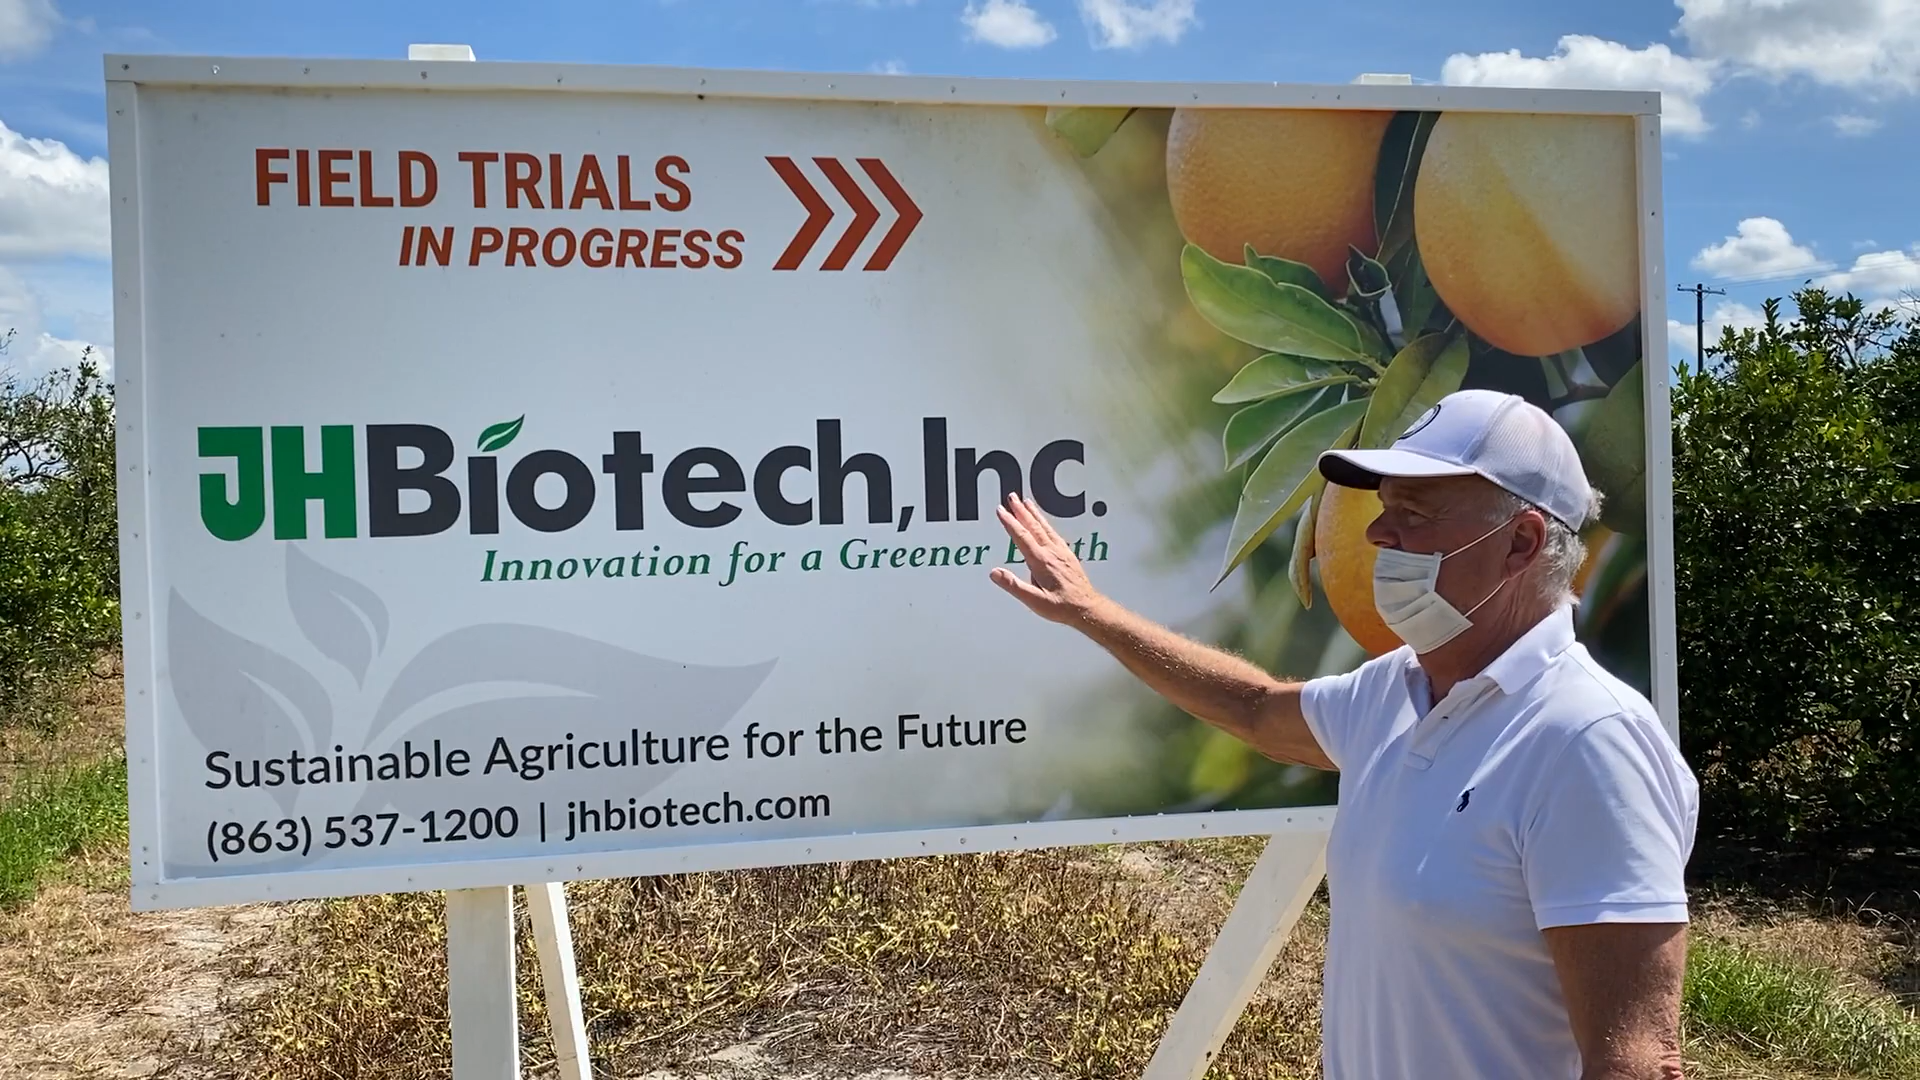 FIELD TRIALS
IN PROGRESS
JHBiotech,Inc.
Innovation for a Greener Earth
Sustainable Agriculture for the Future
(863) 537-1200 | jhbiotech.com